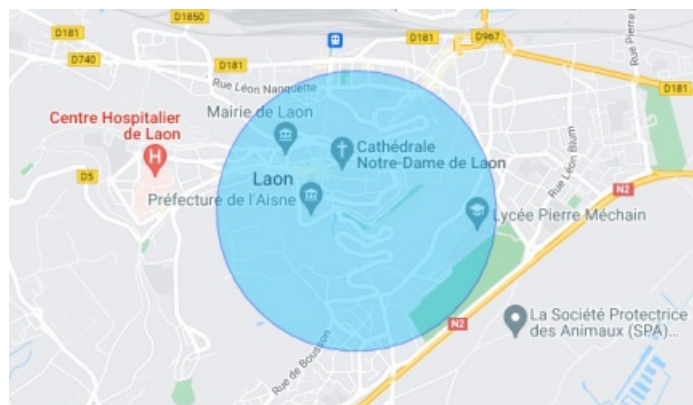 D1850
D181
D181
D967
D740
D181
Rue Pierre
Rue Léon Nanquette
D181
Mairie de Laon
Centre Hospitalier
de Laon
H
Cathédrale
Notre-Dame de Laon
Rue Léon Blum
D5
Laon
N2
Préfecture de l'Aisne
Lycée Pierre Méchain
La Société Protectrice
des Animaux (SPA)...
N2
Rue de Bousson